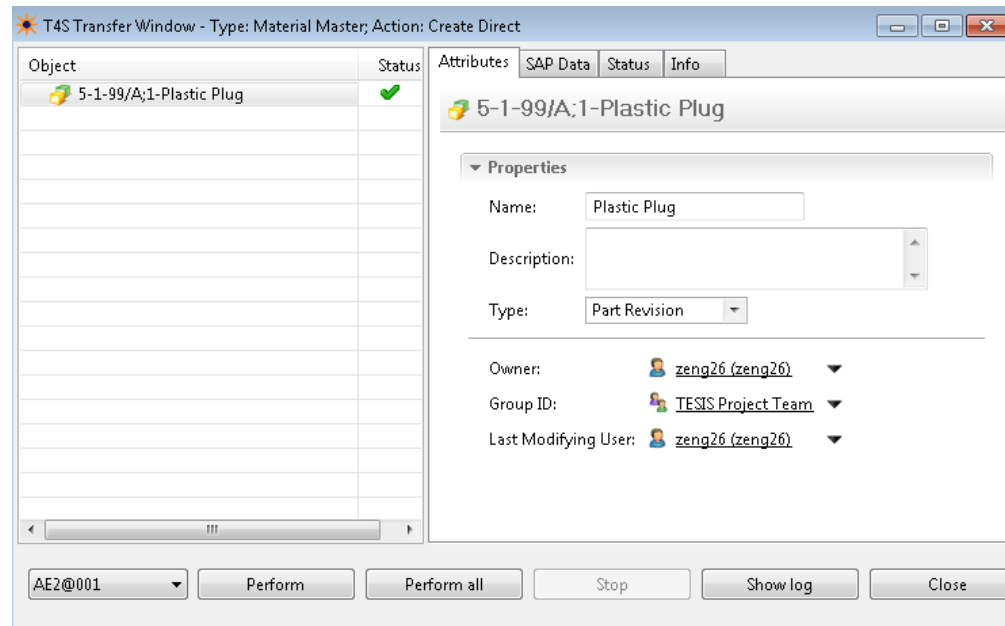 T4S Transfer Window - Type: Material Master; Action: Create Direct
Object
Status
5-1-99/A;1-Plastic Plug
Attributes
SAP Data
Status
Info
5-1-99/A;1-Plastic Plug
Properties
Name:
Plastic Plug
Description:
Type:
Part Revision
Owner:
zeng26 (zeng26)
Group ID:
TESIS Project Team
Last Modifying User:
zeng26 (zeng26)
AE2@001
Perform
Perform all
Stop
Show log
Close